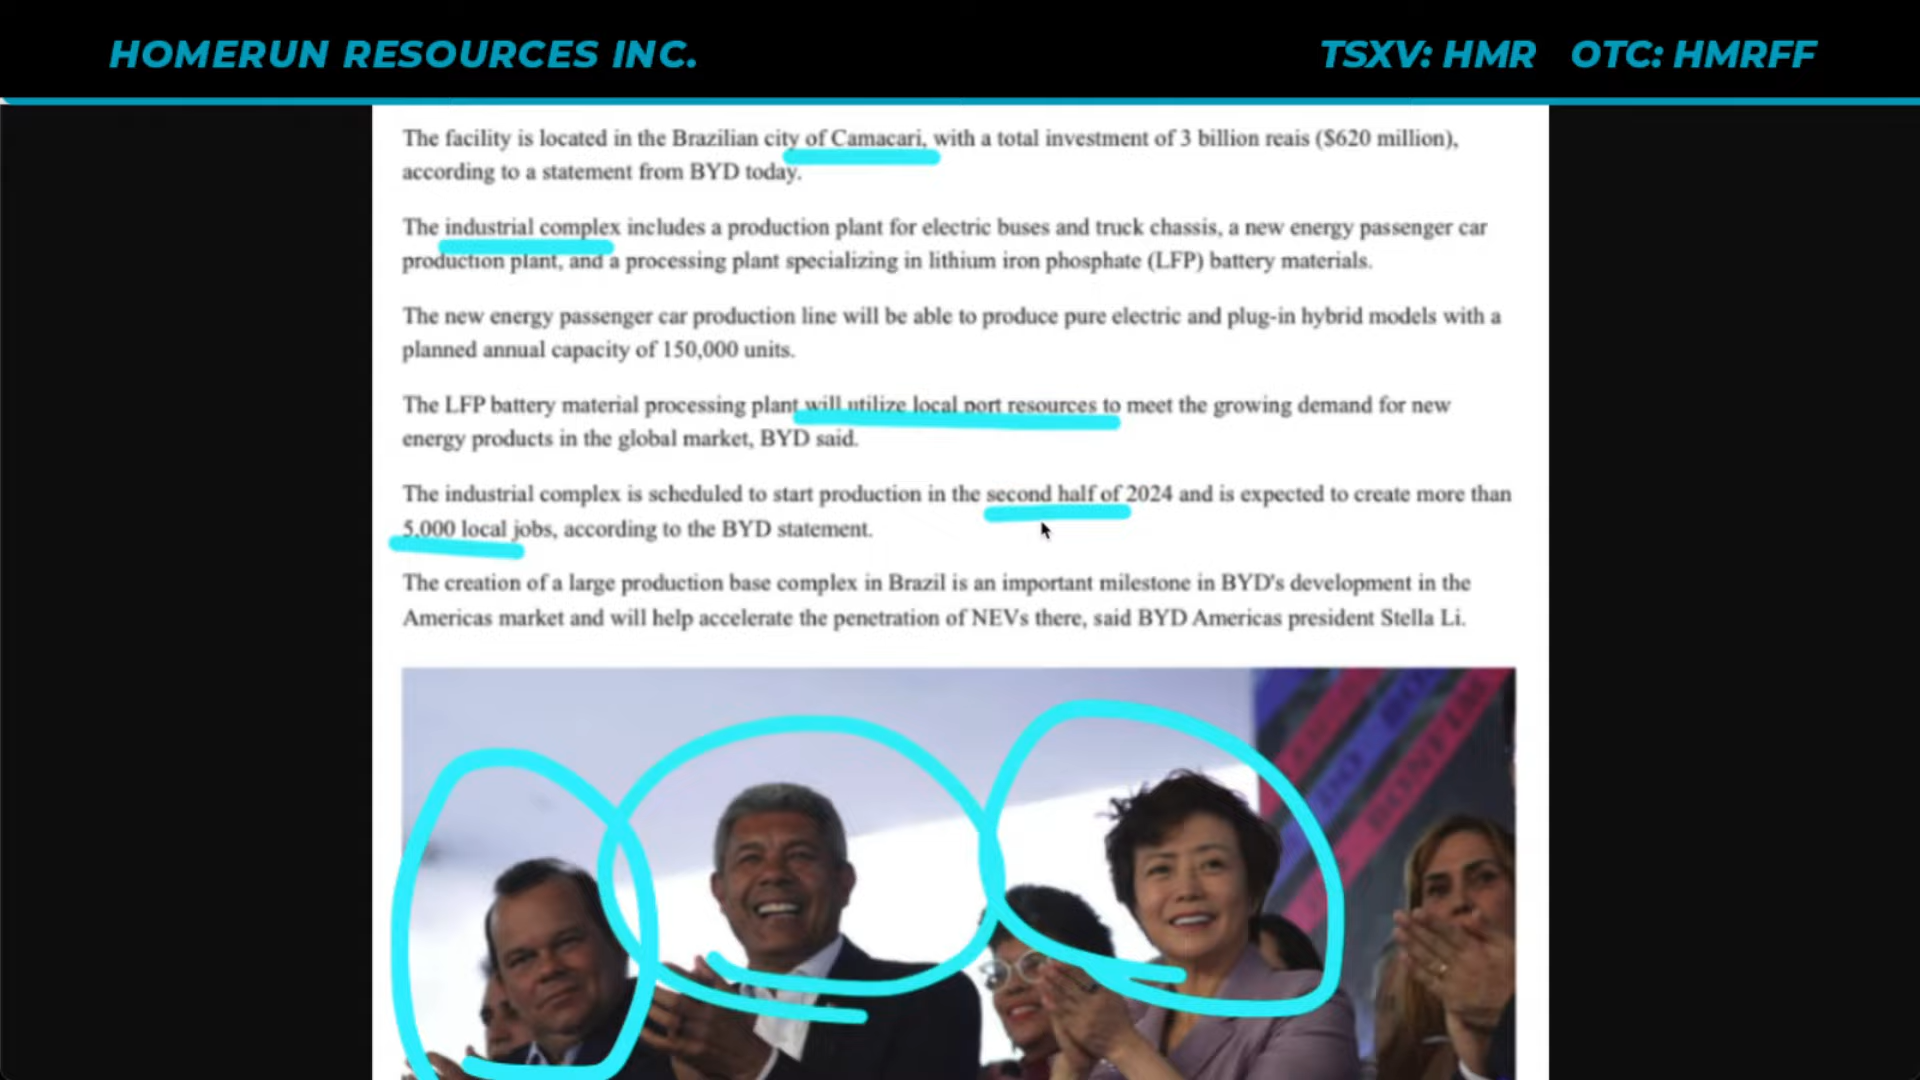 HOMERUN RESOURCES INC.
TSXV: HMR OTC: HMRFF
The facility is located in the Brazilian city of Camacari, with a total investment of 3 billion reais ($620 million),
according to a statement from BYD today.
The industrial complex includes a production plant for electric buses and truck chassis, a new energy passenger car
production plant, and a processing plant specializing in lithium iron phosphate (LFP) battery materials.
The new energy passenger car production line will be able to produce pure electric and plug-in hybrid models with a
planned annual capacity of 150,000 units.
The LFP battery material processing plant will utilize local port resources to meet the growing demand for new
energy products in the global market, BYD said.
The industrial complex is scheduled to start production in the second half of 2024 and is expected to create more than
5,000 local jobs, according to the BYD statement.
The creation of a large production base complex in Brazil is an important milestone in BYD's development in the
Americas market and will help accelerate the penetration of NEVs there, said BYD Americas president Stella Li.